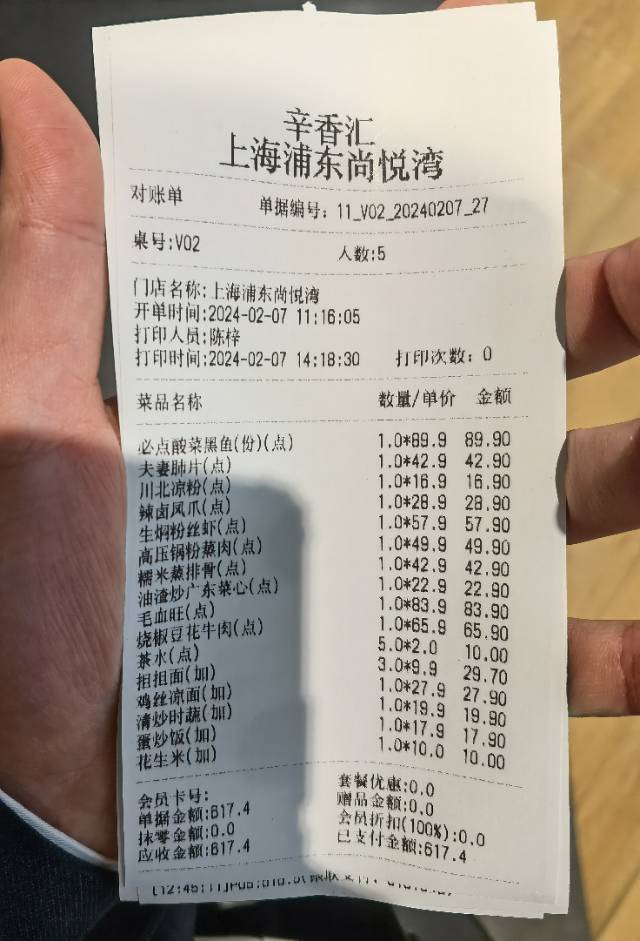 辛香汇
上海浦东尚悦湾
对账单 单据编号: 11_V02_20240207_27
桌号:V02 人数:5
门店名称:上海浦东尚悦湾
开单时间:2024-02-07 11:16:05
打印人员:陈梓
打印时间:2024-02-07 14:18:30 打印次数: 0
菜品名称 数量/单价 金额
必点酸菜黑鱼(份)(点) 1.0*89.9 89.90
夫妻肺片(点) 1.0*42.9 42.90
川北凉粉(点) 1.0*16.9 16.90
辣卤凤爪(点) 1.0*28.9 28.90
生焖粉丝虾(点) 1.0*57.9 57.90
高压锅粉蒸肉(点) 1.0*49.9 49.90
糯米蒸排骨(点) 1.0*42.9 42.90
油渣炒广东菜心(点) 1.0*22.9 22.90
毛血旺(点) 1.0*83.9 83.90
烧椒豆花牛肉(点) 1.0*65.9 65.90
茶水(点) 5.0*2.0 10.00
担担面(加) 3.0*9.9 29.70
鸡丝凉面(加) 1.0*27.9 27.90
清炒时蔬(加) 1.0*19.9 19.90
蛋炒饭(加) 1.0*17.9 17.90
花生米(加) 1.0*10.0 10.00
会员卡号: 套餐优惠:0.0
单据金额:617.4 赠品金额:0.0
抹零金额:0.0 会员折扣(100%):0.0
应收金额:617.4 已支付金额:617.4